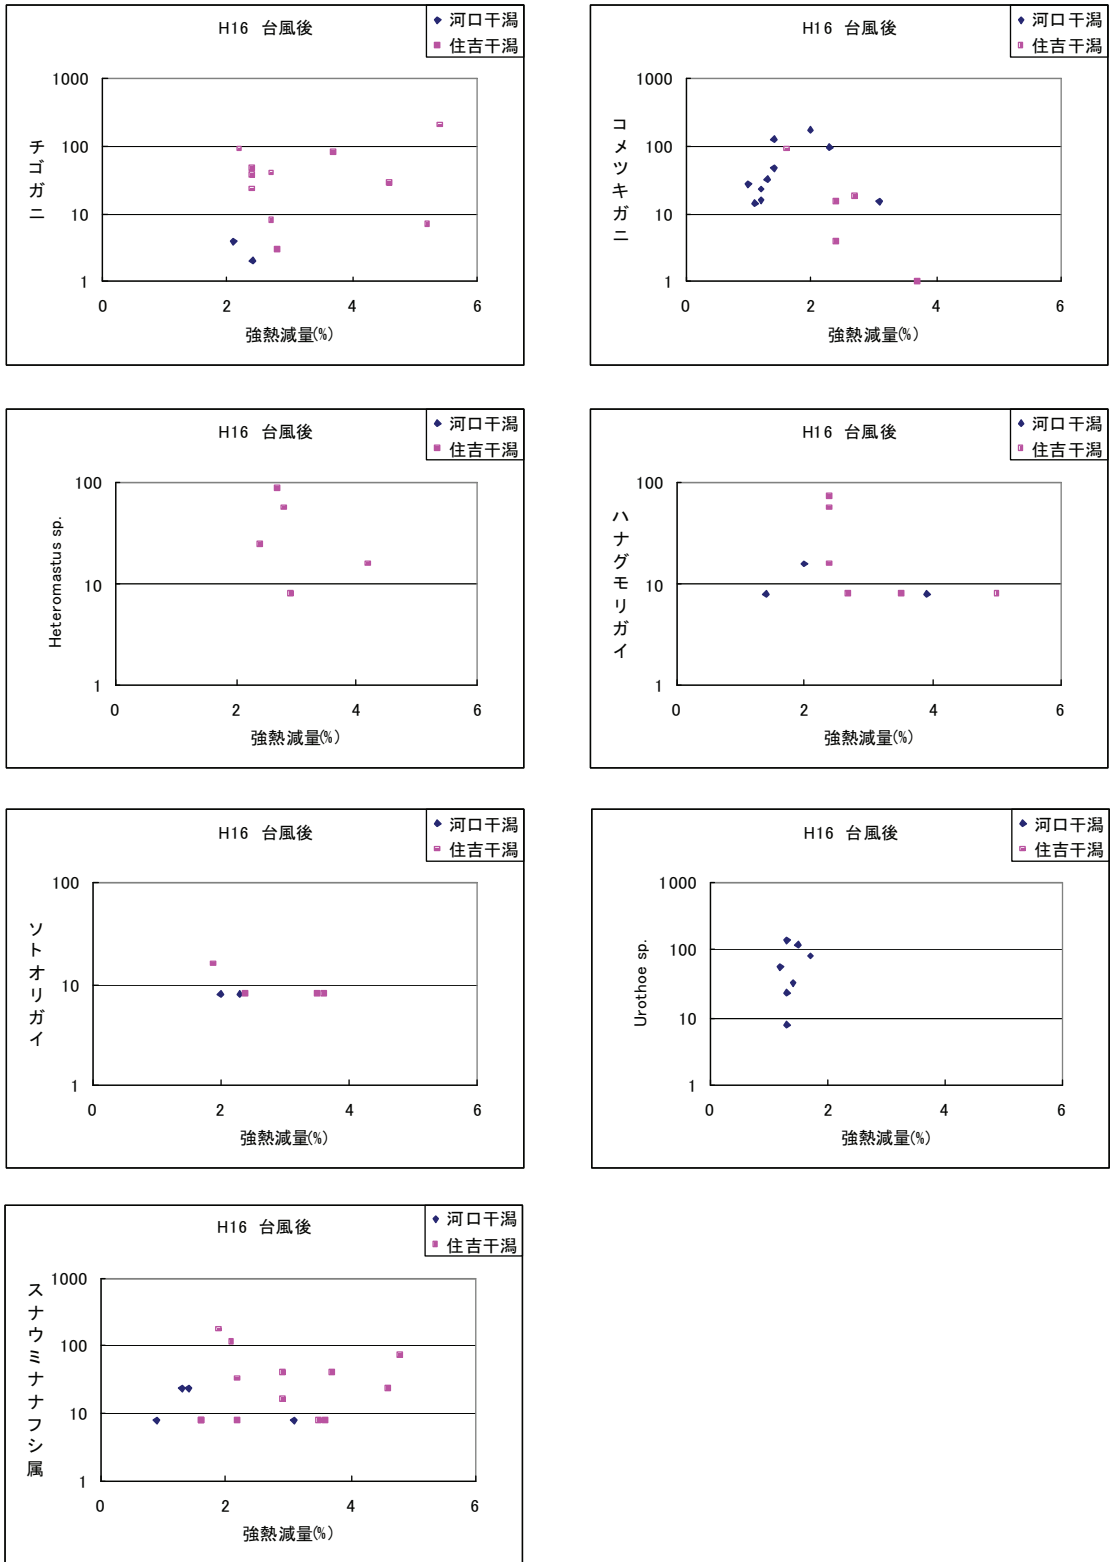 H16 台風後
河口干潟
住吉干潟
チゴガニ
1000
100
10
1
0 2 4 6
強熱減量(%)
H16 台風後
河口干潟
住吉干潟
コメツキガニ
1000
100
10
1
0 2 4 6
強熱減量(%)
H16 台風後
河口干潟
住吉干潟
Heteromastus sp.
100
10
1
0 2 4 6
強熱減量(%)
H16 台風後
河口干潟
住吉干潟
ハナグモリガイ
100
10
1
0 2 4 6
強熱減量(%)
H16 台風後
河口干潟
住吉干潟
ソトオリガイ
100
10
1
0 2 4 6
強熱減量(%)
H16 台風後
河口干潟
住吉干潟
Urothoe sp.
1000
100
10
1
0 2 4 6
強熱減量(%)
H16 台風後
河口干潟
住吉干潟
スナウミナナフシ属
1000
100
10
1
0 2 4 6
強熱減量(%)